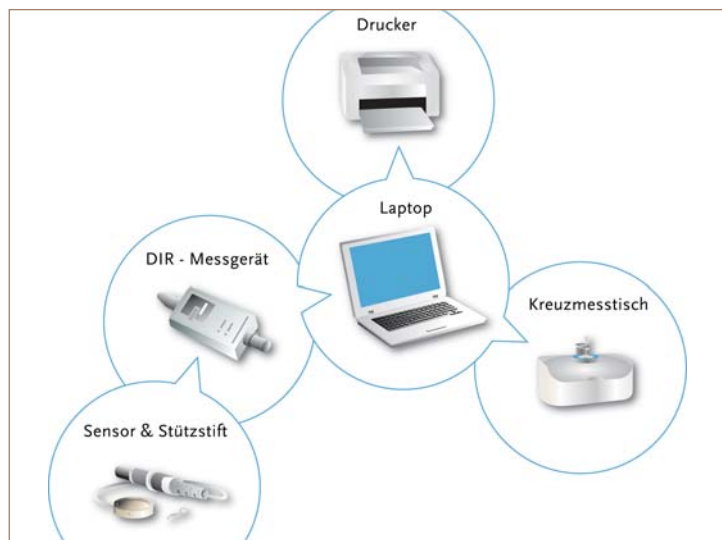 Drucker
Laptop
DIR - Messgerät
Kreuzmesstisch
Sensor & Stützstift